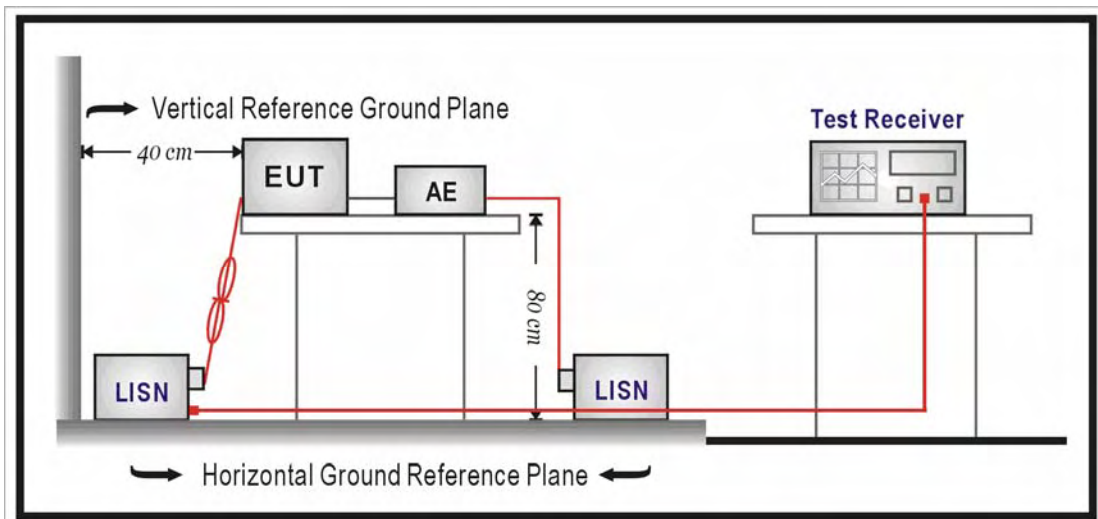 Vertical Reference Ground Plane
40 cm
EUT
AE
Test Receiver
80 cm
LISN
LISN
Horizontal Ground Reference Plane